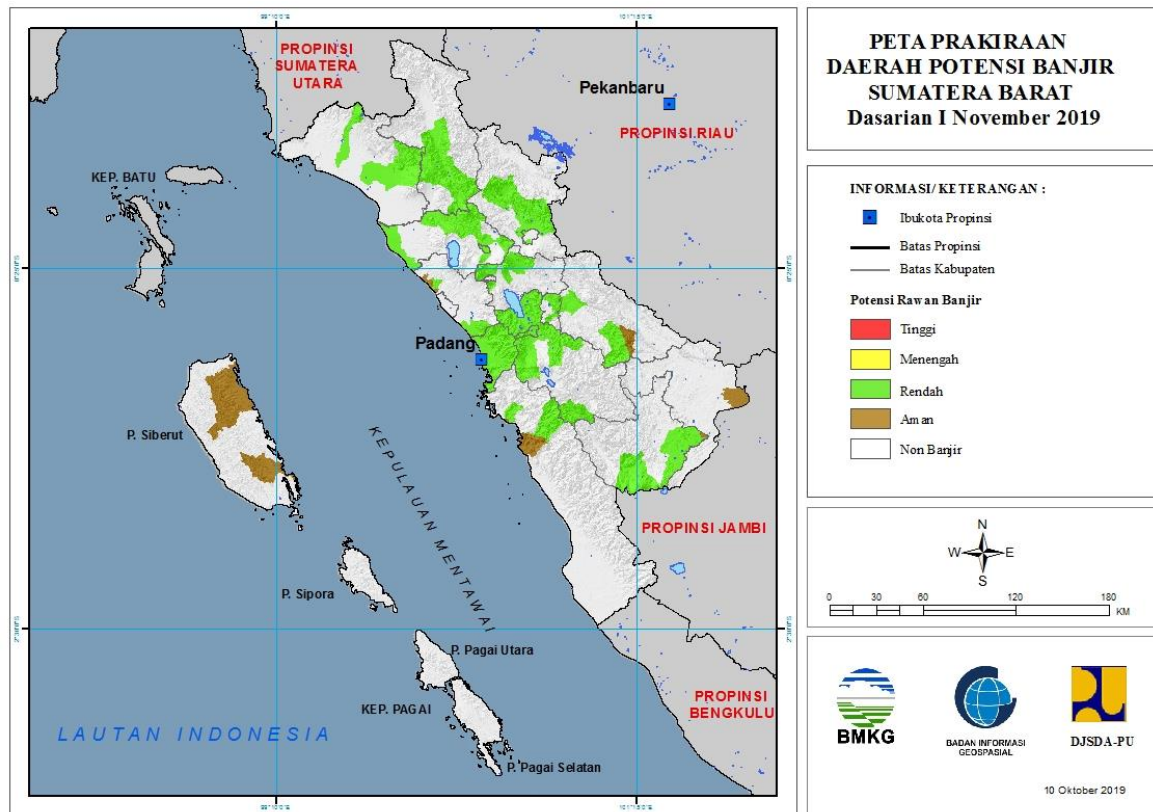 PROPINSI
SUMATERA
UTARA
Pekanbaru
PROPINSI RIAU
KEP. BATU
Padang
P. Siberut
KEPULAUAN MENTAWAI
PROPINSI JAMBI
P. Sipora
P. Pagai Utara
KEP. PAGAI
PROPINSI
BENGKULU
LAUTAN INDONESIA
P. Pagai Selatan
PETA PRAKIRAAN
DAERAH POTENSI BANJIR
SUMATERA BARAT
Dasarian I November 2019
INFORMASI/ KETERANGAN :
Ibukota Propinsi
Batas Propinsi
Batas Kabupaten
Potensi Rawan Banjir
Tinggi
Menengah
Rendah
Aman
Non Banjir
N
W E
S
0 30 60 120 180
KM
BMKG
BADAN INFORMASI
GEOSPASIAL
DJSDA-PU
10 Oktober 2019